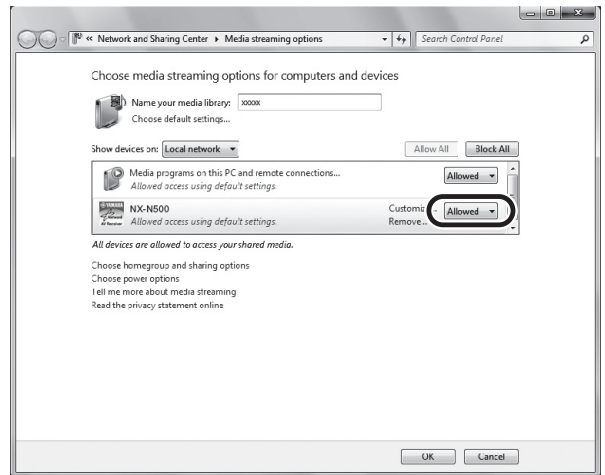 « Network and Sharing Center ▸ Media streaming options
Search Control Panel
Choose media streaming options for computers and devices
Name your media library: xxxxx
Choose default settings...
Show devices on: Local network
Allow All
Block All
Media programs on this PC and remote connections...
Allowed
Allowed access using default settings
YAMAHA
Network
AV Receiver
NX-N500
Allowed access using default settings
Allowed
Remove...
All devices are allowed to access your shared media.
Choose homegroup and sharing options
Choose power options
Tell me more about media streaming
Read the privacy statement online
OK
Cancel